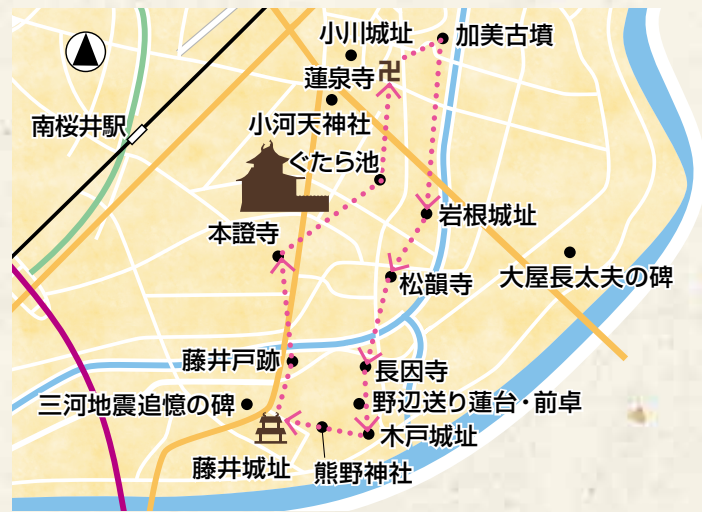 小川城址
加美古墳
蓮泉寺
卍
南桜井駅
小河天神社
ぐたら池
岩根城址
本證寺
松韻寺
大屋長太夫の碑
藤井戸跡
長因寺
三河地震追憶の碑
野辺送り蓮台・前卓
木戸城址
藤井城址
熊野神社